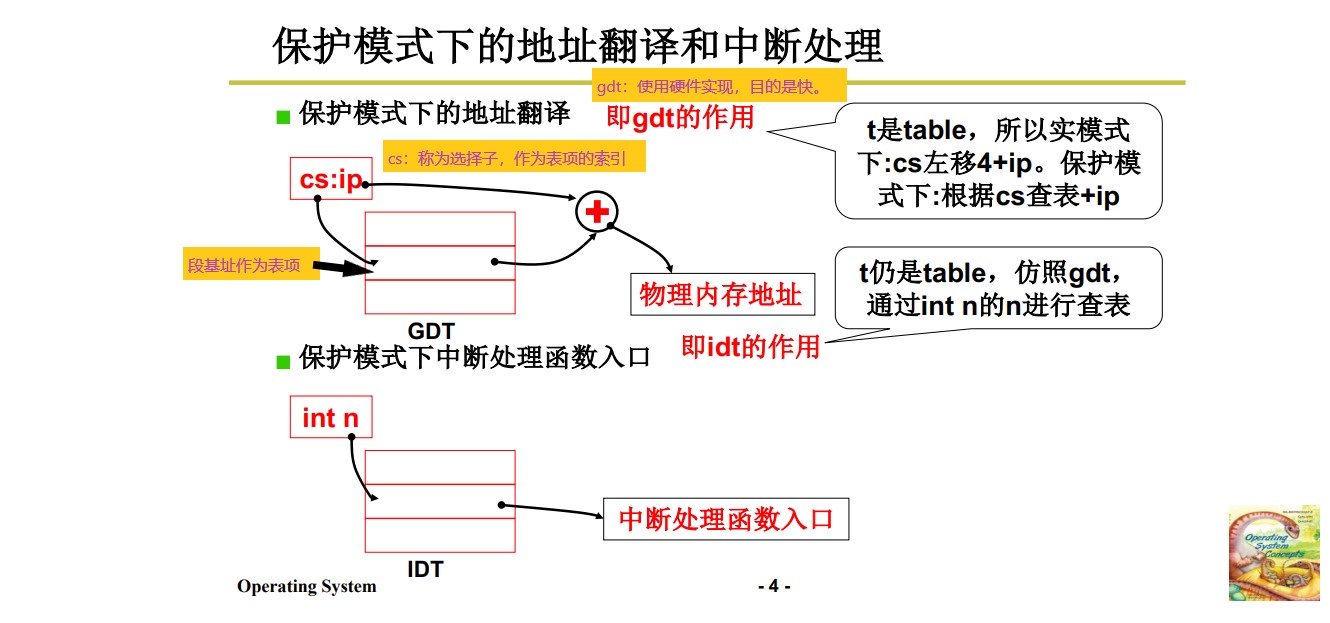 保护模式下的地址翻译和中断处理
gdt：使用硬件实现，目的是快。
保护模式下的地址翻译
即gdt的作用
t是table，所以实模式
下:cs左移4+ip。保护模
式下:根据cs查表+ip
cs：称为选择子，作为表项的索引
cs:ip
+
段基址作为表项
物理内存地址
GDT
t仍是table，仿照gdt，
通过int n的n进行查表
即idt的作用
保护模式下中断处理函数入口
int n
中断处理函数入口
IDT
Operating System
- 4 -
Operating
System
Concepts